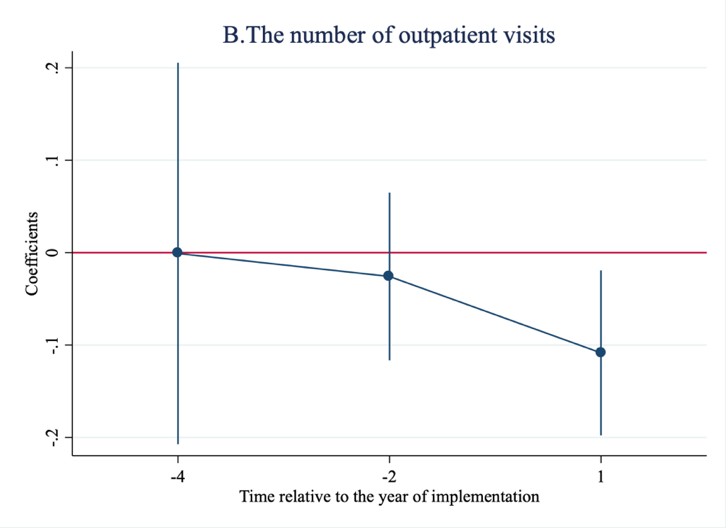 B.The number of outpatient visits
.2
.1
0
-.1
-.2
Coefficients
-4
-2
1
Time relative to the year of implementation